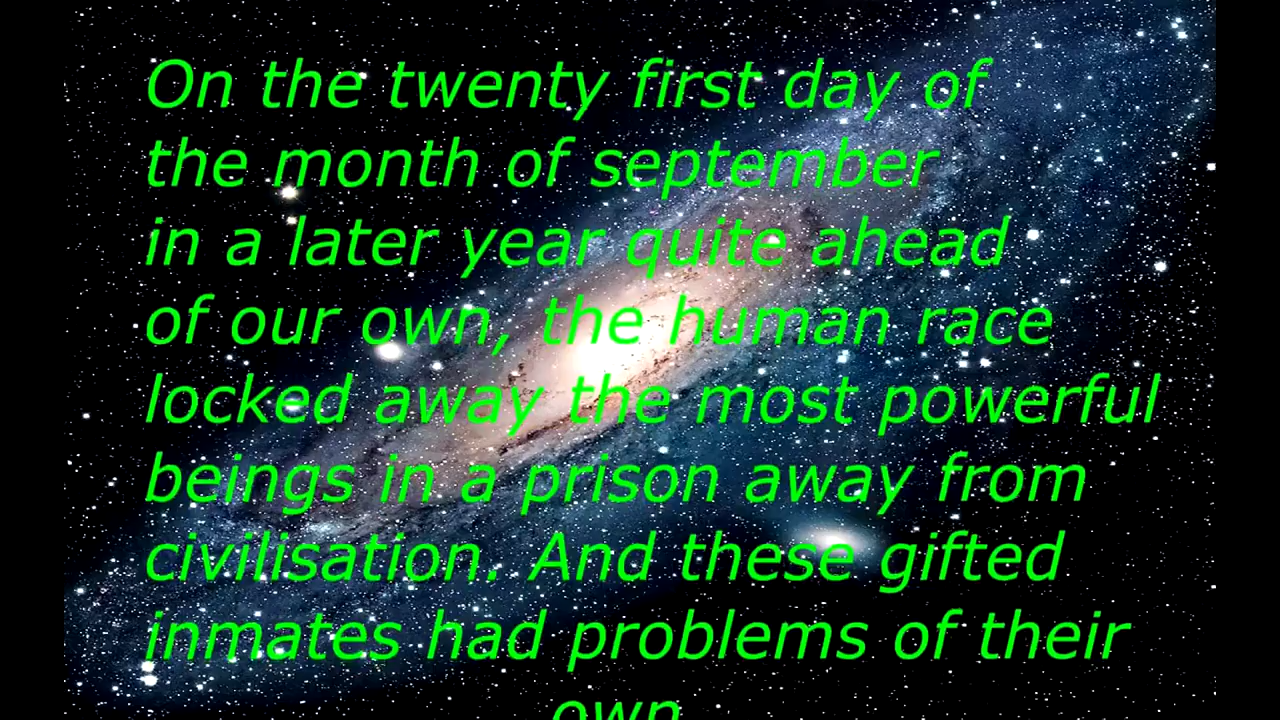 On the twenty first day of
the month of september
in a later year quite ahead
of our own, the human race
locked away the most powerful
beings in a prison away from
civilisation. And these gifted
inmates had problems of their
own